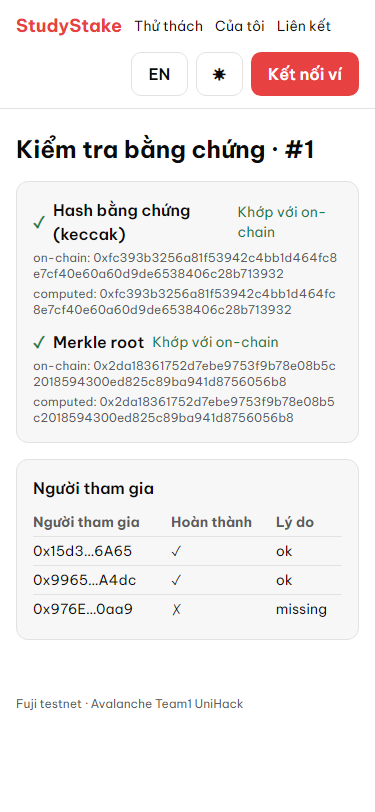 StudyStake Thử thách Của tôi Liên kết
EN ☀ Kết nối ví
Kiểm tra bằng chứng · #1
✓ Hash bằng chứng (keccak) Khớp với on-chain
on-chain: 0xfc393b3256a81f53942c4bb1d464fc8
e7cf40e60a60d9de6538406c28b713932
computed: 0xfc393b3256a81f53942c4bb1d464fc
8e7cf40e60a60d9de6538406c28b713932
✓ Merkle root Khớp với on-chain
on-chain: 0x2da18361752d7ebe9753f9b78e08b5c
2018594300ed825c89ba941d8756056b8
computed: 0x2da18361752d7ebe9753f9b78e08b5
c2018594300ed825c89ba941d8756056b8
Người tham gia
Người tham gia Hoàn thành Lý do
0x15d3…6A65 ✓ ok
0x9965…A4dc ✓ ok
0x976E…0aa9 ✗ missing
Fuji testnet · Avalanche Team1 UniHack